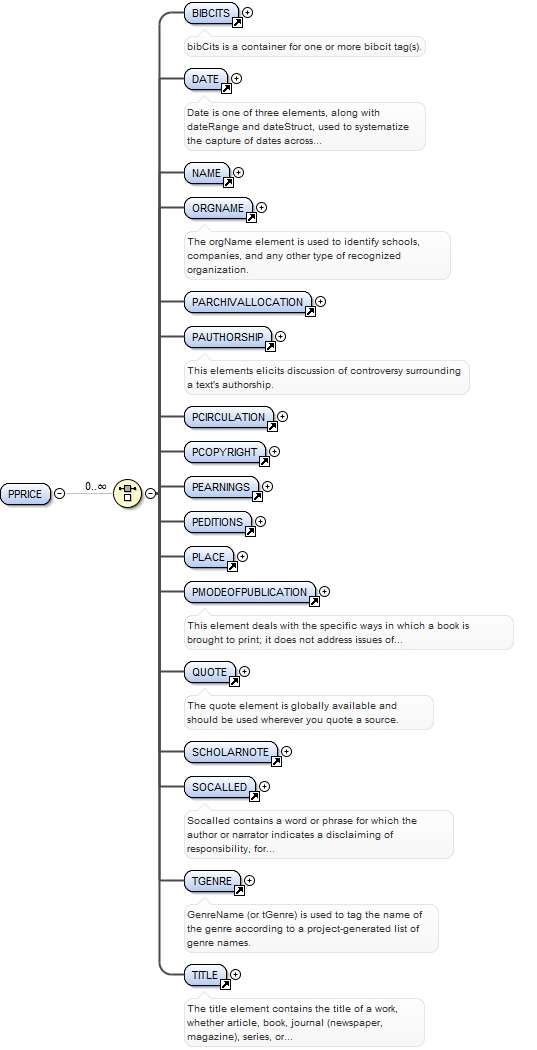 BIBCITS
bibCits is a container for one or more bibcit tag(s).
DATE
Date is one of three elements, along with
dateRange and dateStruct, used to systematize
the capture of dates across...
NAME
ORGNAME
The orgName element is used to identify schools,
companies, and any other type of recognized
organization.
PARCHIVALLOCATION
PAUTHORSHIP
This elements elicits discussion of controversy surrounding
a text's authorship.
PCIRCULATION
PCOPYRIGHT
PPRICE
0..∞
PEARNINGS
PEDITIONS
PLACE
PMODEOFPUBLICATION
This element deals with the specific ways in which a book is
brought to print; it does not address issues of...
QUOTE
The quote element is globally available and
should be used wherever you quote a source.
SCHOLARNOTE
SOCALLED
Socalled contains a word or phrase for which the
author or narrator indicates a disclaiming of
responsibility, for...
TGENRE
GenreName (or tGenre) is used to tag the name of
the genre according to a project-generated list of
genre names.
TITLE
The title element contains the title of a work,
whether article, book, journal (newspaper,
magazine), series, or...